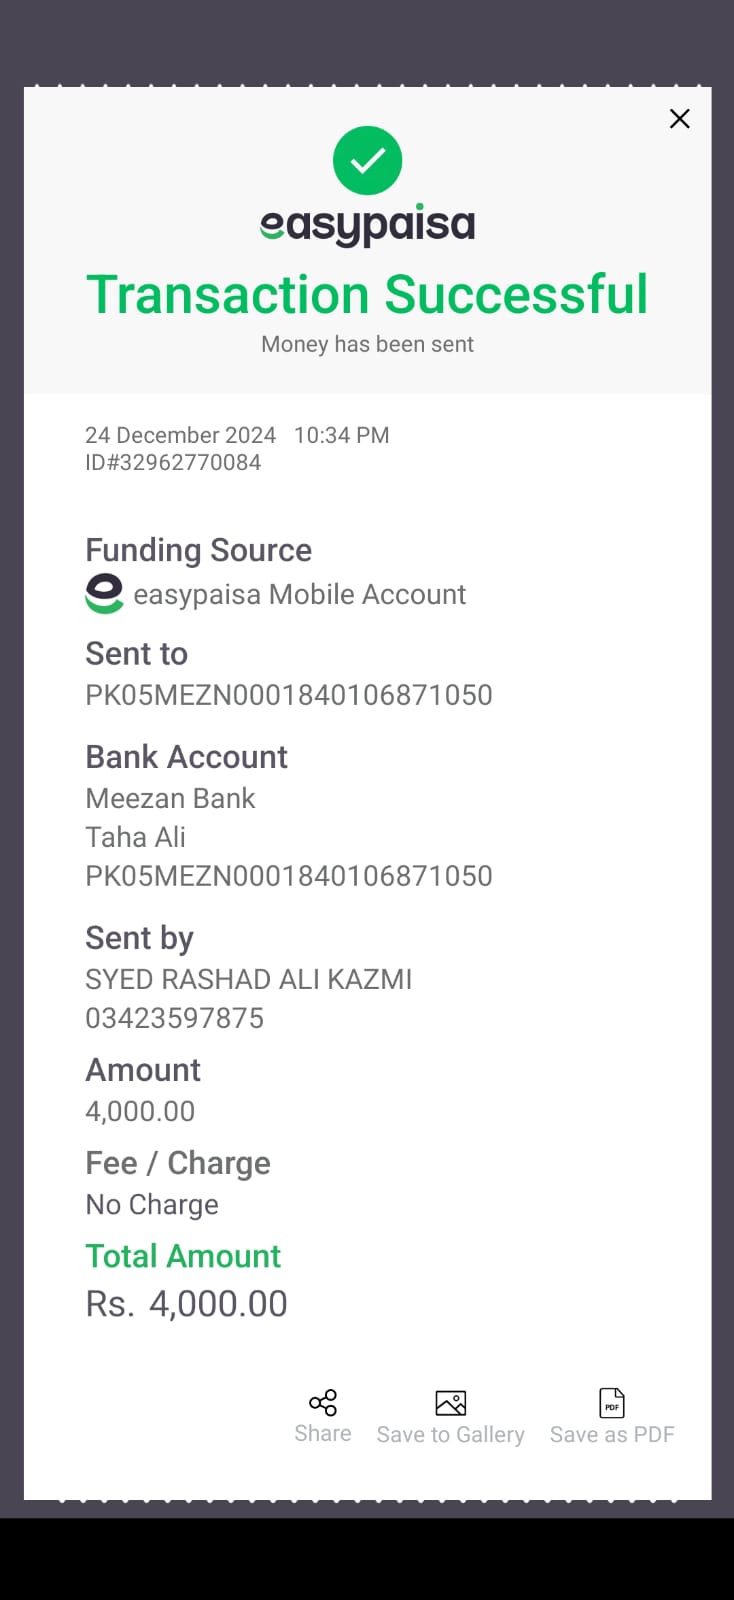 easypaisa
Transaction Successful
Money has been sent
24 December 2024 10:34 PM
ID#32962770084
Funding Source
easypaisa Mobile Account
Sent to
PK05MEZN0001840106871050
Bank Account
Meezan Bank
Taha Ali
PK05MEZN0001840106871050
Sent by
SYED RASHAD ALI KAZMI
03423597875
Amount
4,000.00
Fee / Charge
No Charge
Total Amount
Rs. 4,000.00
PDF
Share Save to Gallery Save as PDF